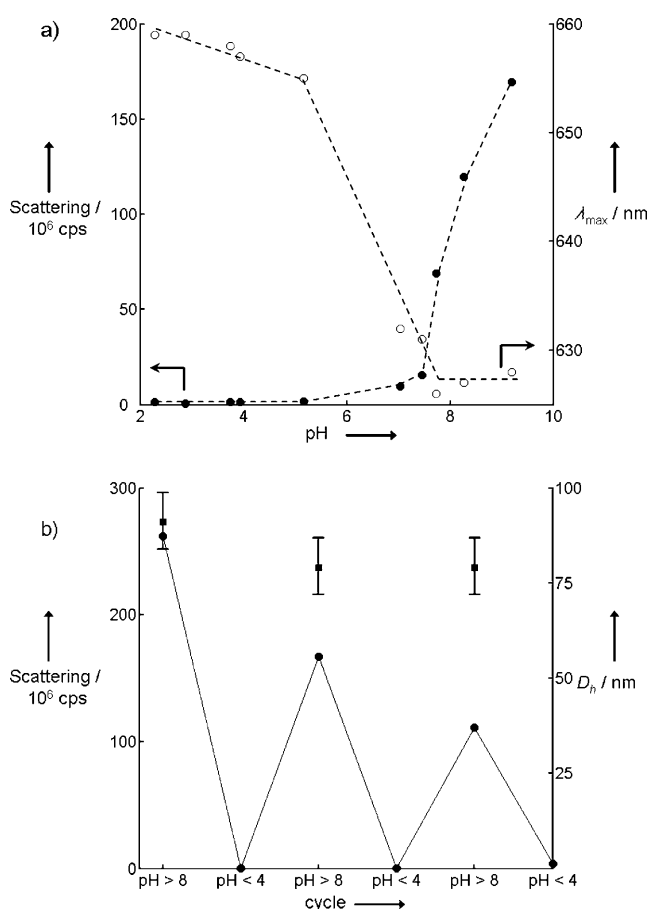 a)
200
150
100
50
0
Scattering /
10⁶ cps
660
650
640
630
λmax / nm
2
4
6
8
10
pH
b)
300
200
100
0
Scattering /
10⁶ cps
100
75
50
25
Dh / nm
pH > 8
pH < 4
pH > 8
pH < 4
pH > 8
pH < 4
cycle